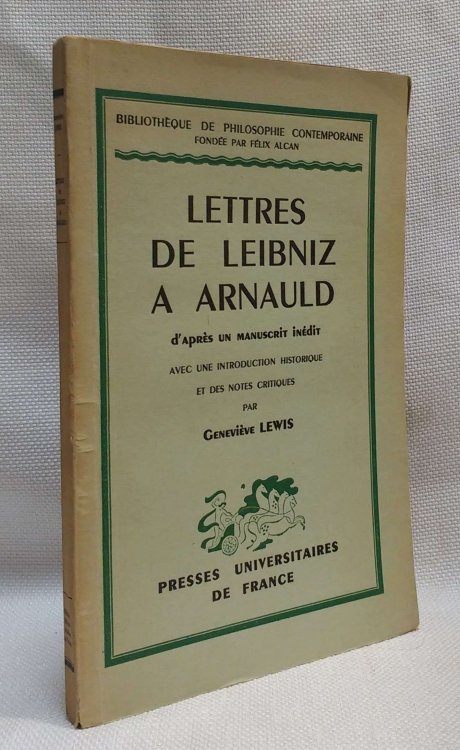 BIBLIOTHÈQUE DE PHILOSOPHIE CONTEMPORAINE
FONDÉE PAR FÉLIX ALCAN
LETTRES
DE LEIBNIZ
A ARNAULD
d'après un manuscrit inédit
AVEC UNE INTRODUCTION HISTORIQUE
ET DES NOTES CRITIQUES
PAR
Geneviève LEWIS
PRESSES UNIVERSITAIRES
DE FRANCE